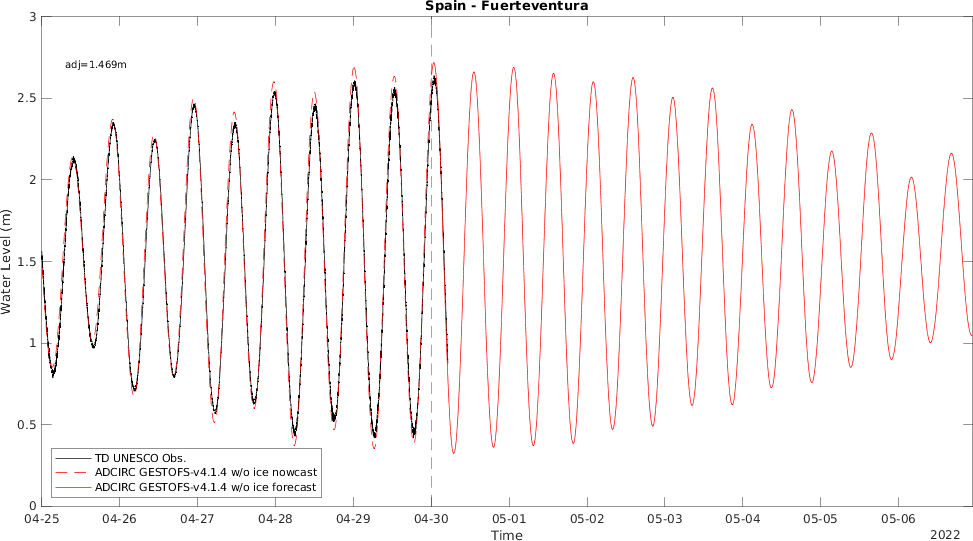 Spain - Fuerteventura
3
adj=1.469m
2.5
2
1.5
1
0.5
0
Water Level (m)
TD UNESCO Obs.
ADCIRC GESTOFS-v4.1.4 w/o ice nowcast
ADCIRC GESTOFS-v4.1.4 w/o ice forecast
04-25 04-26 04-27 04-28 04-29 04-30 05-01 05-02 05-03 05-04 05-05 05-06
Time
2022